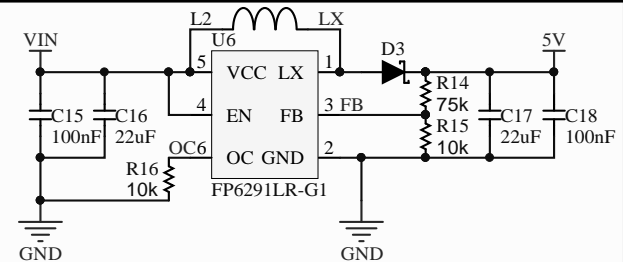 L2 LX
VIN U6 D3 5V
5 VCC LX 1
R14
75k
C15 C16 4 EN FB 3 FB C17 C18
100nF 22uF R15 22uF 100nF
10k
OC6 OC GND 2
R16
10k
FP6291LR-G1
GND GND